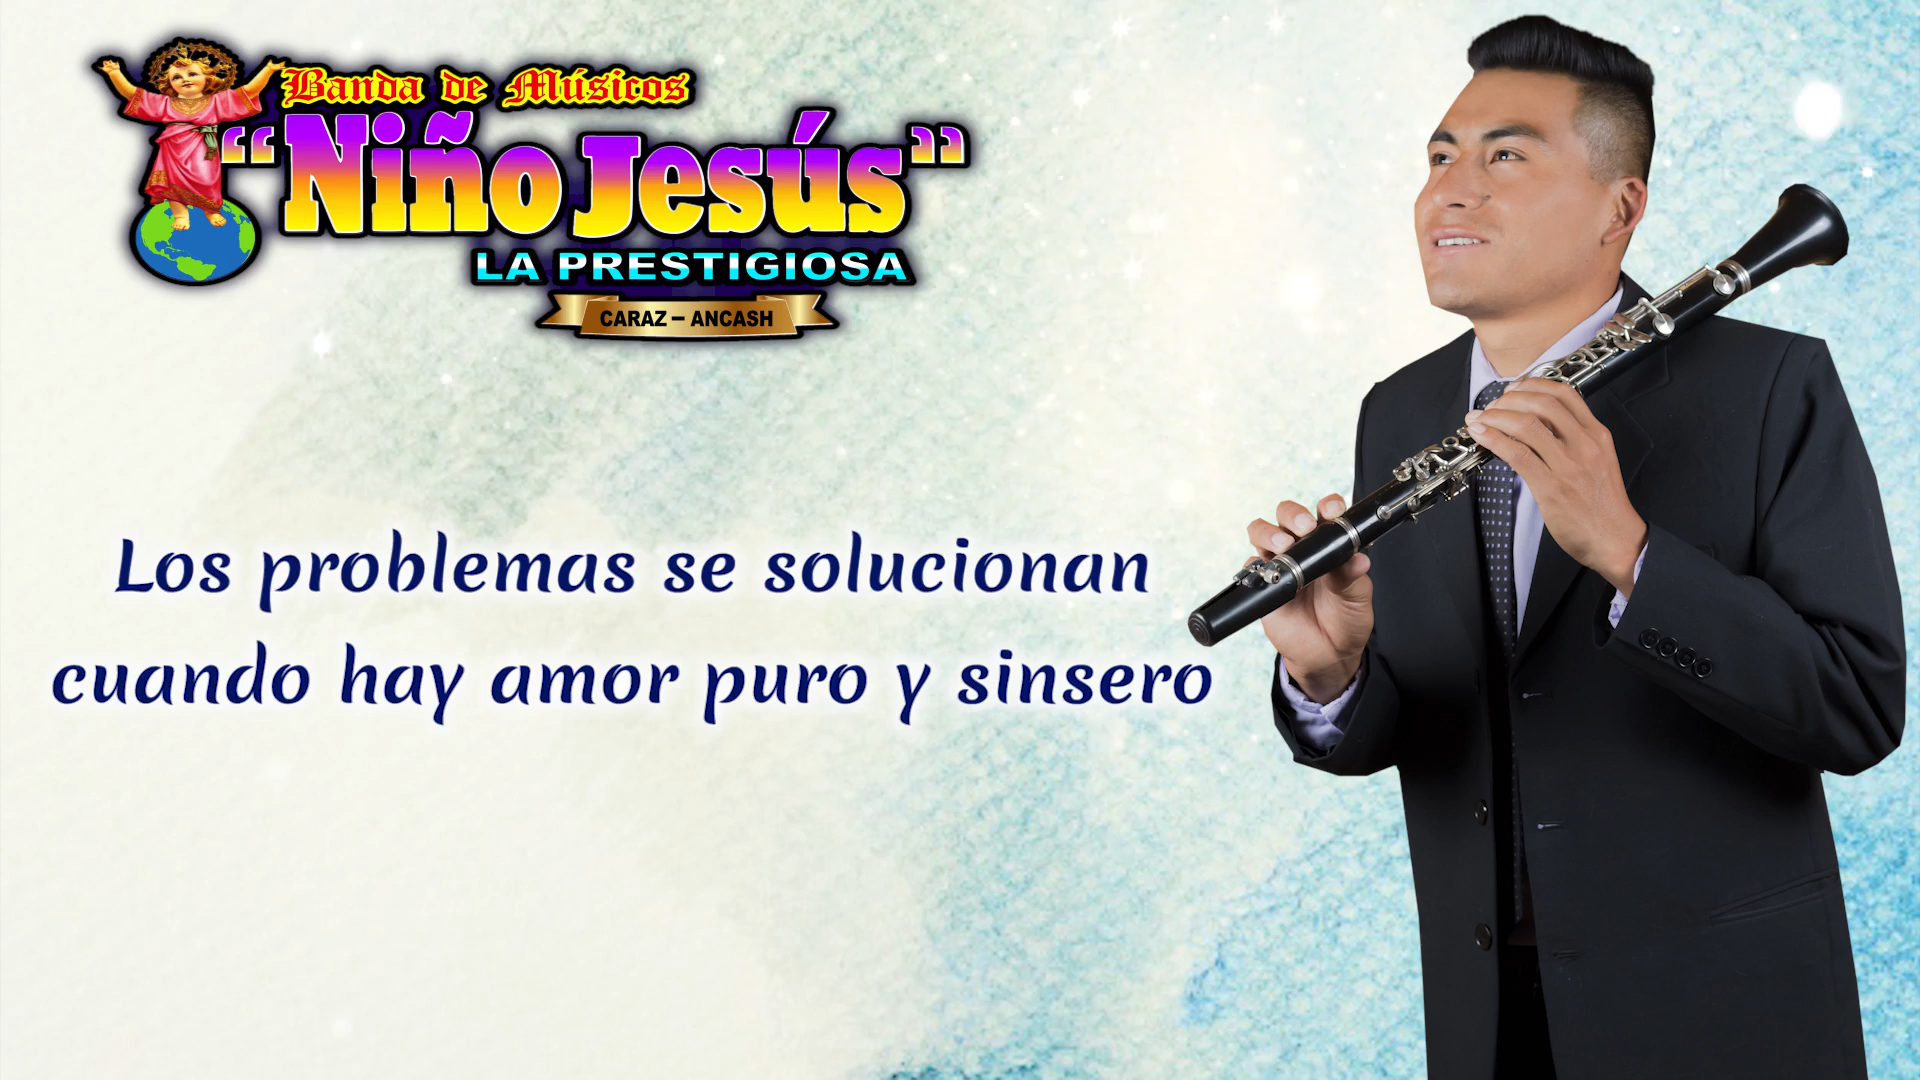 Banda de Músicos
“Niño Jesús”
LA PRESTIGIOSA
CARAZ – ANCASH
Los problemas se solucionan
cuando hay amor puro y sinsero